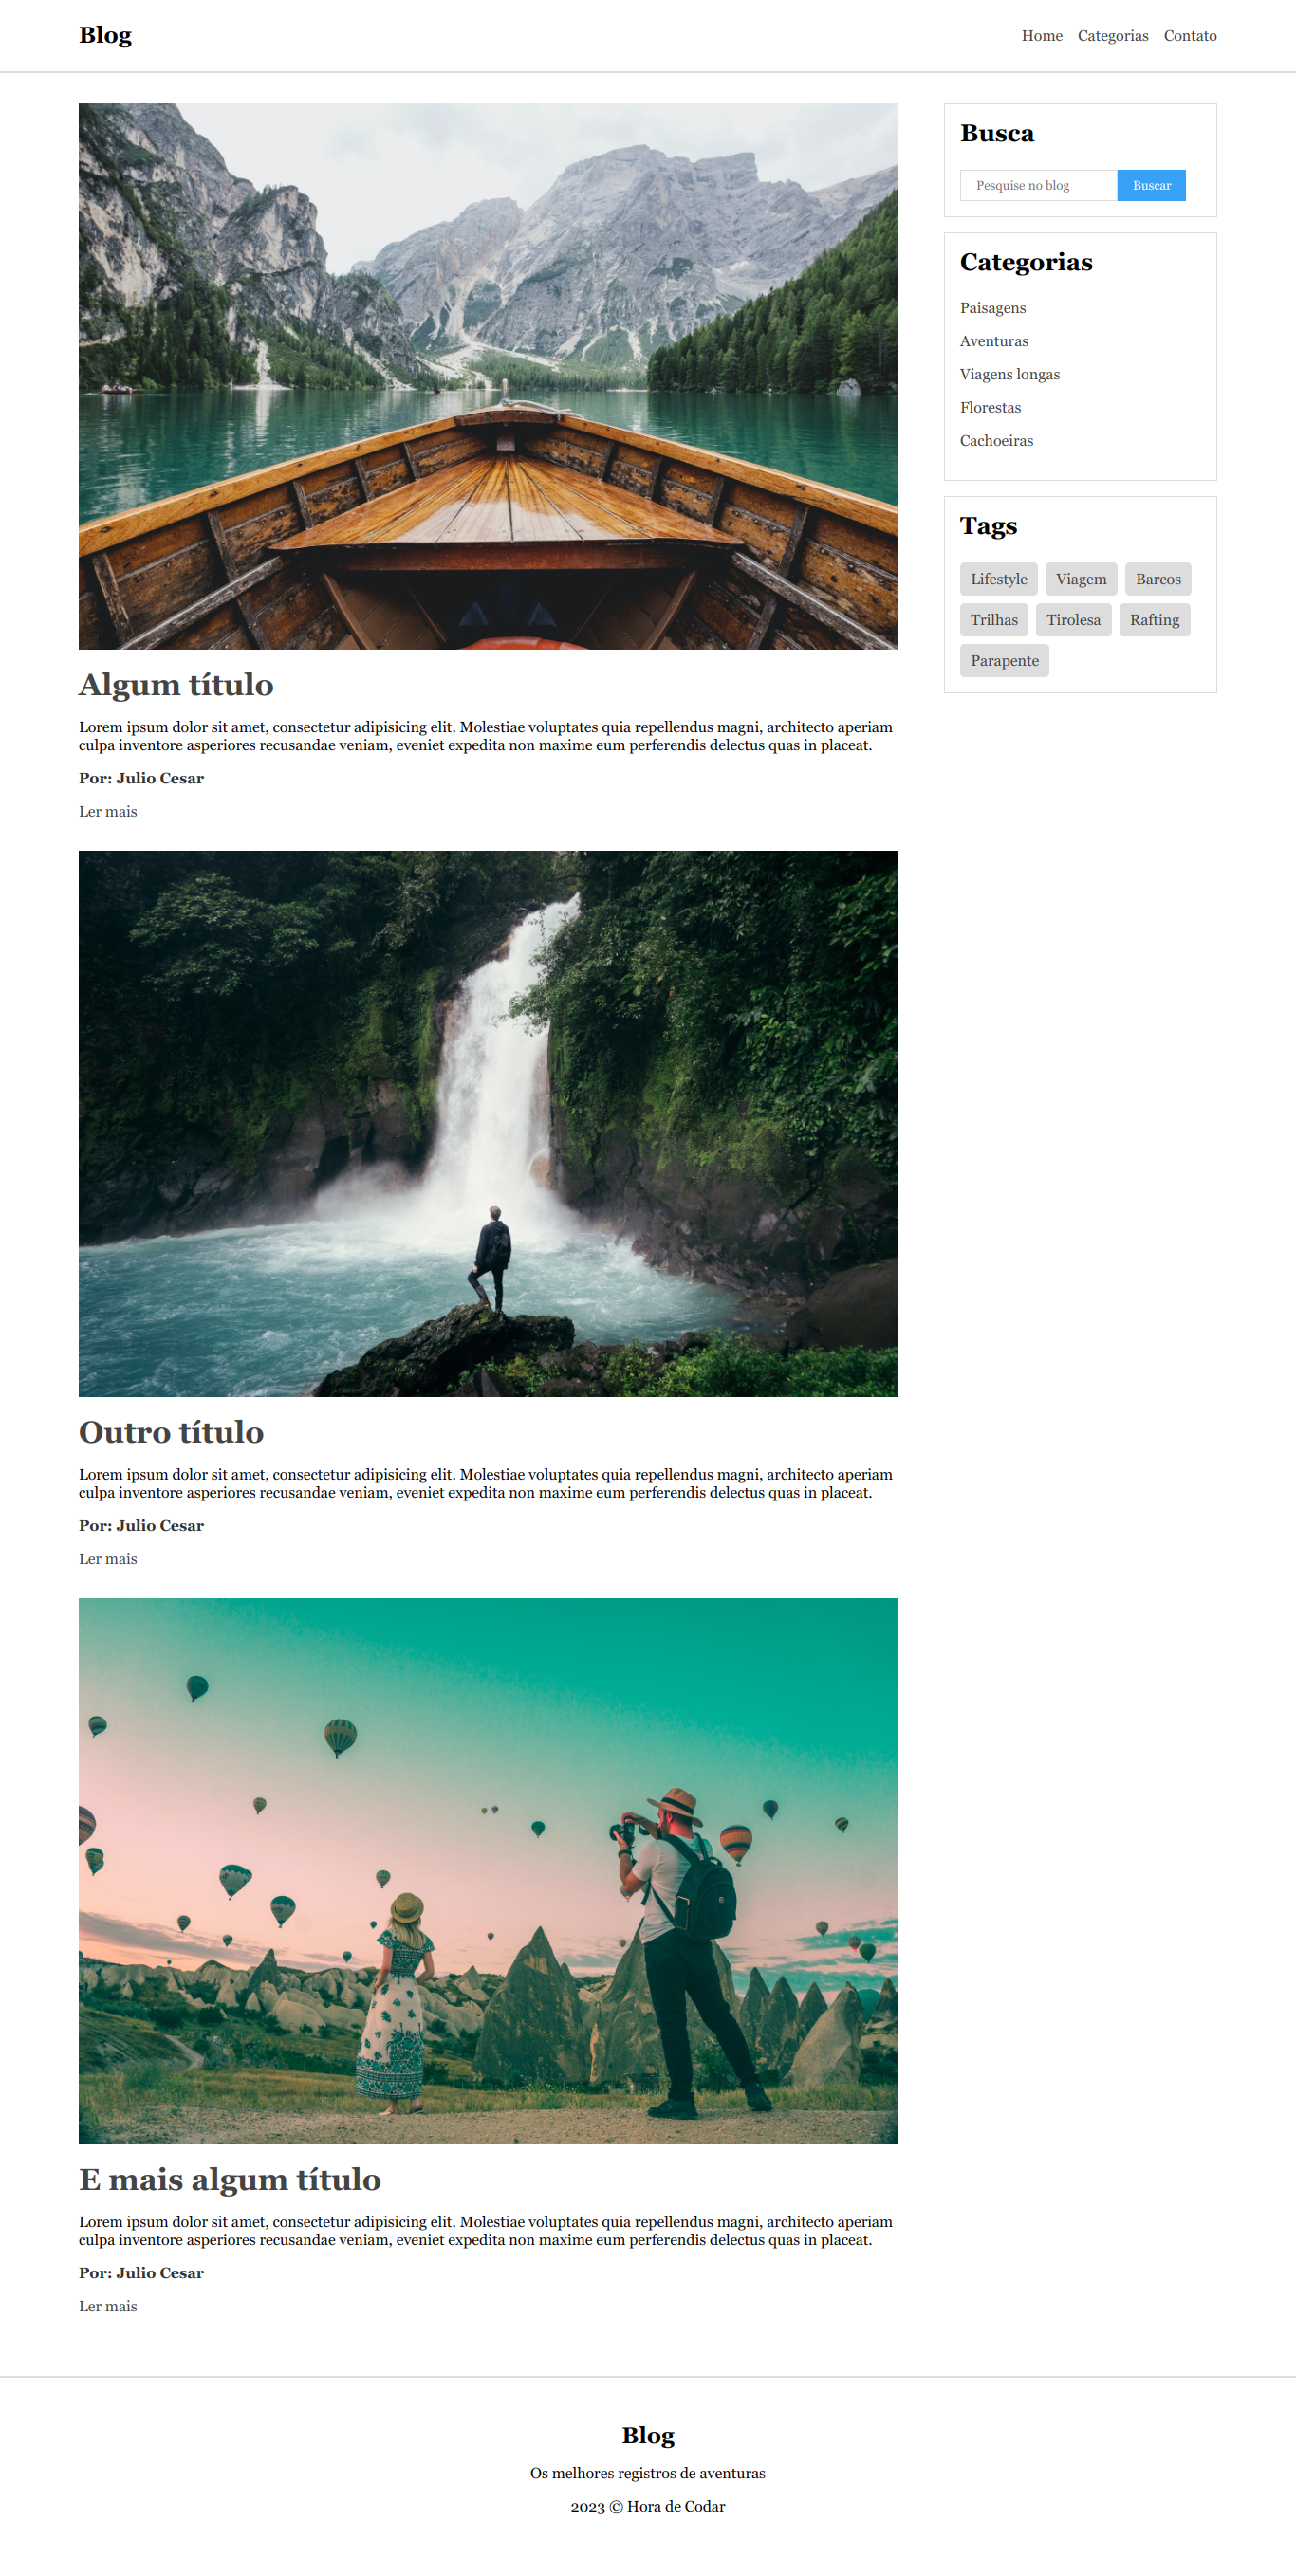 Blog
Home Categorias Contato
Algum título
Lorem ipsum dolor sit amet, consectetur adipisicing elit. Molestiae voluptates quia repellendus magni, architecto aperiam
culpa inventore asperiores recusandae veniam, eveniet expedita non maxime eum perferendis delectus quas in placeat.
Por: Julio Cesar
Ler mais
Outro título
Lorem ipsum dolor sit amet, consectetur adipisicing elit. Molestiae voluptates quia repellendus magni, architecto aperiam
culpa inventore asperiores recusandae veniam, eveniet expedita non maxime eum perferendis delectus quas in placeat.
Por: Julio Cesar
Ler mais
E mais algum título
Lorem ipsum dolor sit amet, consectetur adipisicing elit. Molestiae voluptates quia repellendus magni, architecto aperiam
culpa inventore asperiores recusandae veniam, eveniet expedita non maxime eum perferendis delectus quas in placeat.
Por: Julio Cesar
Ler mais
Busca
Pesquise no blog Buscar
Categorias
Paisagens
Aventuras
Viagens longas
Florestas
Cachoeiras
Tags
Lifestyle Viagem Barcos
Trilhas Tirolesa Rafting
Parapente
Blog
Os melhores registros de aventuras
2023 © Hora de Codar